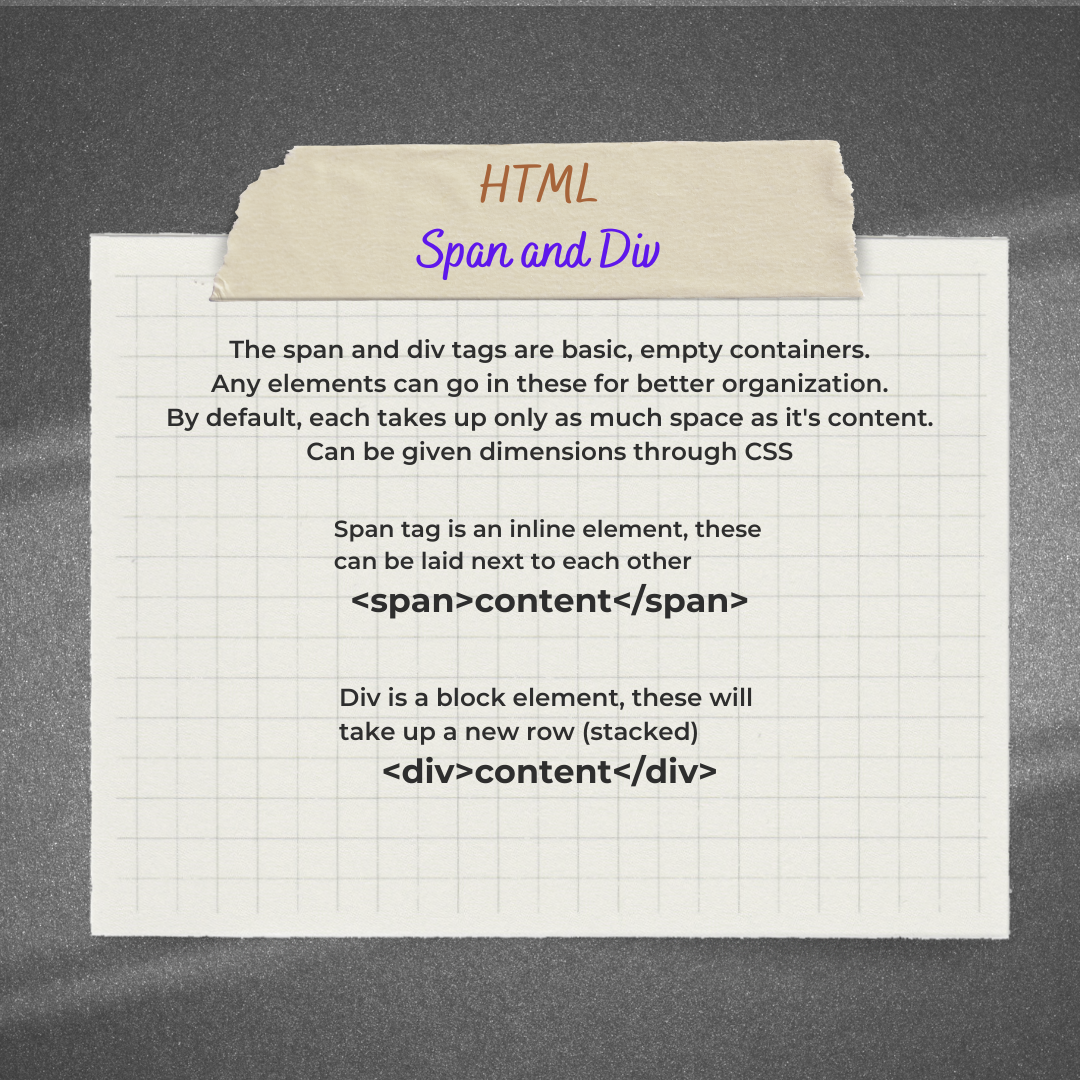 HTML
Span and Div
The span and div tags are basic, empty containers.
Any elements can go in these for better organization.
By default, each takes up only as much space as it's content.
Can be given dimensions through CSS
Span tag is an inline element, these
can be laid next to each other
<span>content</span>
Div is a block element, these will
take up a new row (stacked)
<div>content</div>